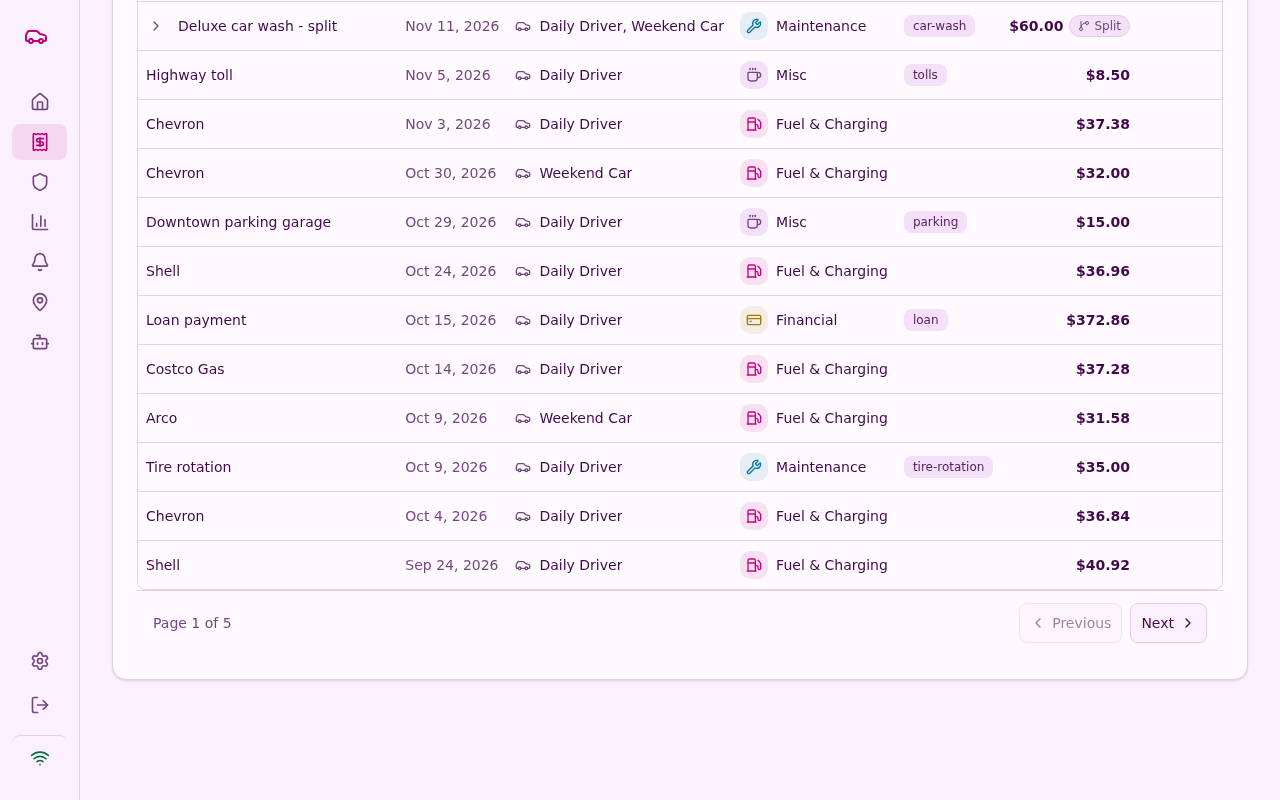 Deluxe car wash - split Nov 11, 2026 Daily Driver, Weekend Car Maintenance car-wash $60.00 Split
Highway toll Nov 5, 2026 Daily Driver Misc tolls $8.50
Chevron Nov 3, 2026 Daily Driver Fuel & Charging $37.38
Chevron Oct 30, 2026 Weekend Car Fuel & Charging $32.00
Downtown parking garage Oct 29, 2026 Daily Driver Misc parking $15.00
Shell Oct 24, 2026 Daily Driver Fuel & Charging $36.96
Loan payment Oct 15, 2026 Daily Driver Financial loan $372.86
Costco Gas Oct 14, 2026 Daily Driver Fuel & Charging $37.28
Arco Oct 9, 2026 Weekend Car Fuel & Charging $31.58
Tire rotation Oct 9, 2026 Daily Driver Maintenance tire-rotation $35.00
Chevron Oct 4, 2026 Daily Driver Fuel & Charging $36.84
Shell Sep 24, 2026 Daily Driver Fuel & Charging $40.92
Page 1 of 5 Previous Next